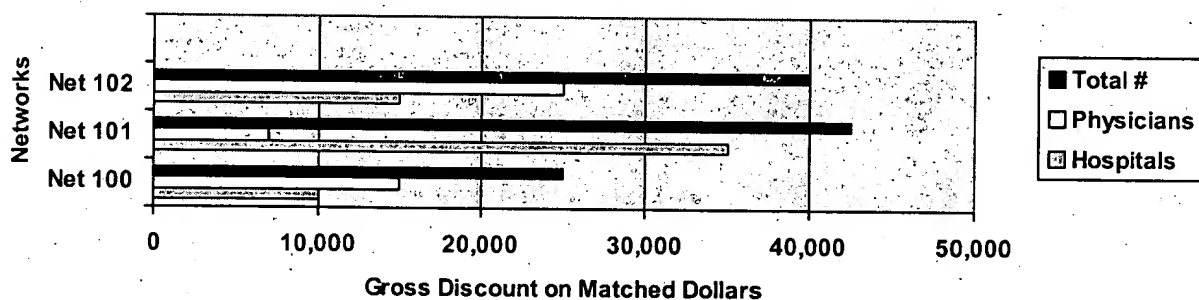 Networks
Net 102
Net 101
Net 100
0 10,000 20,000 30,000 40,000 50,000
Gross Discount on Matched Dollars
Total #
Physicians
Hospitals